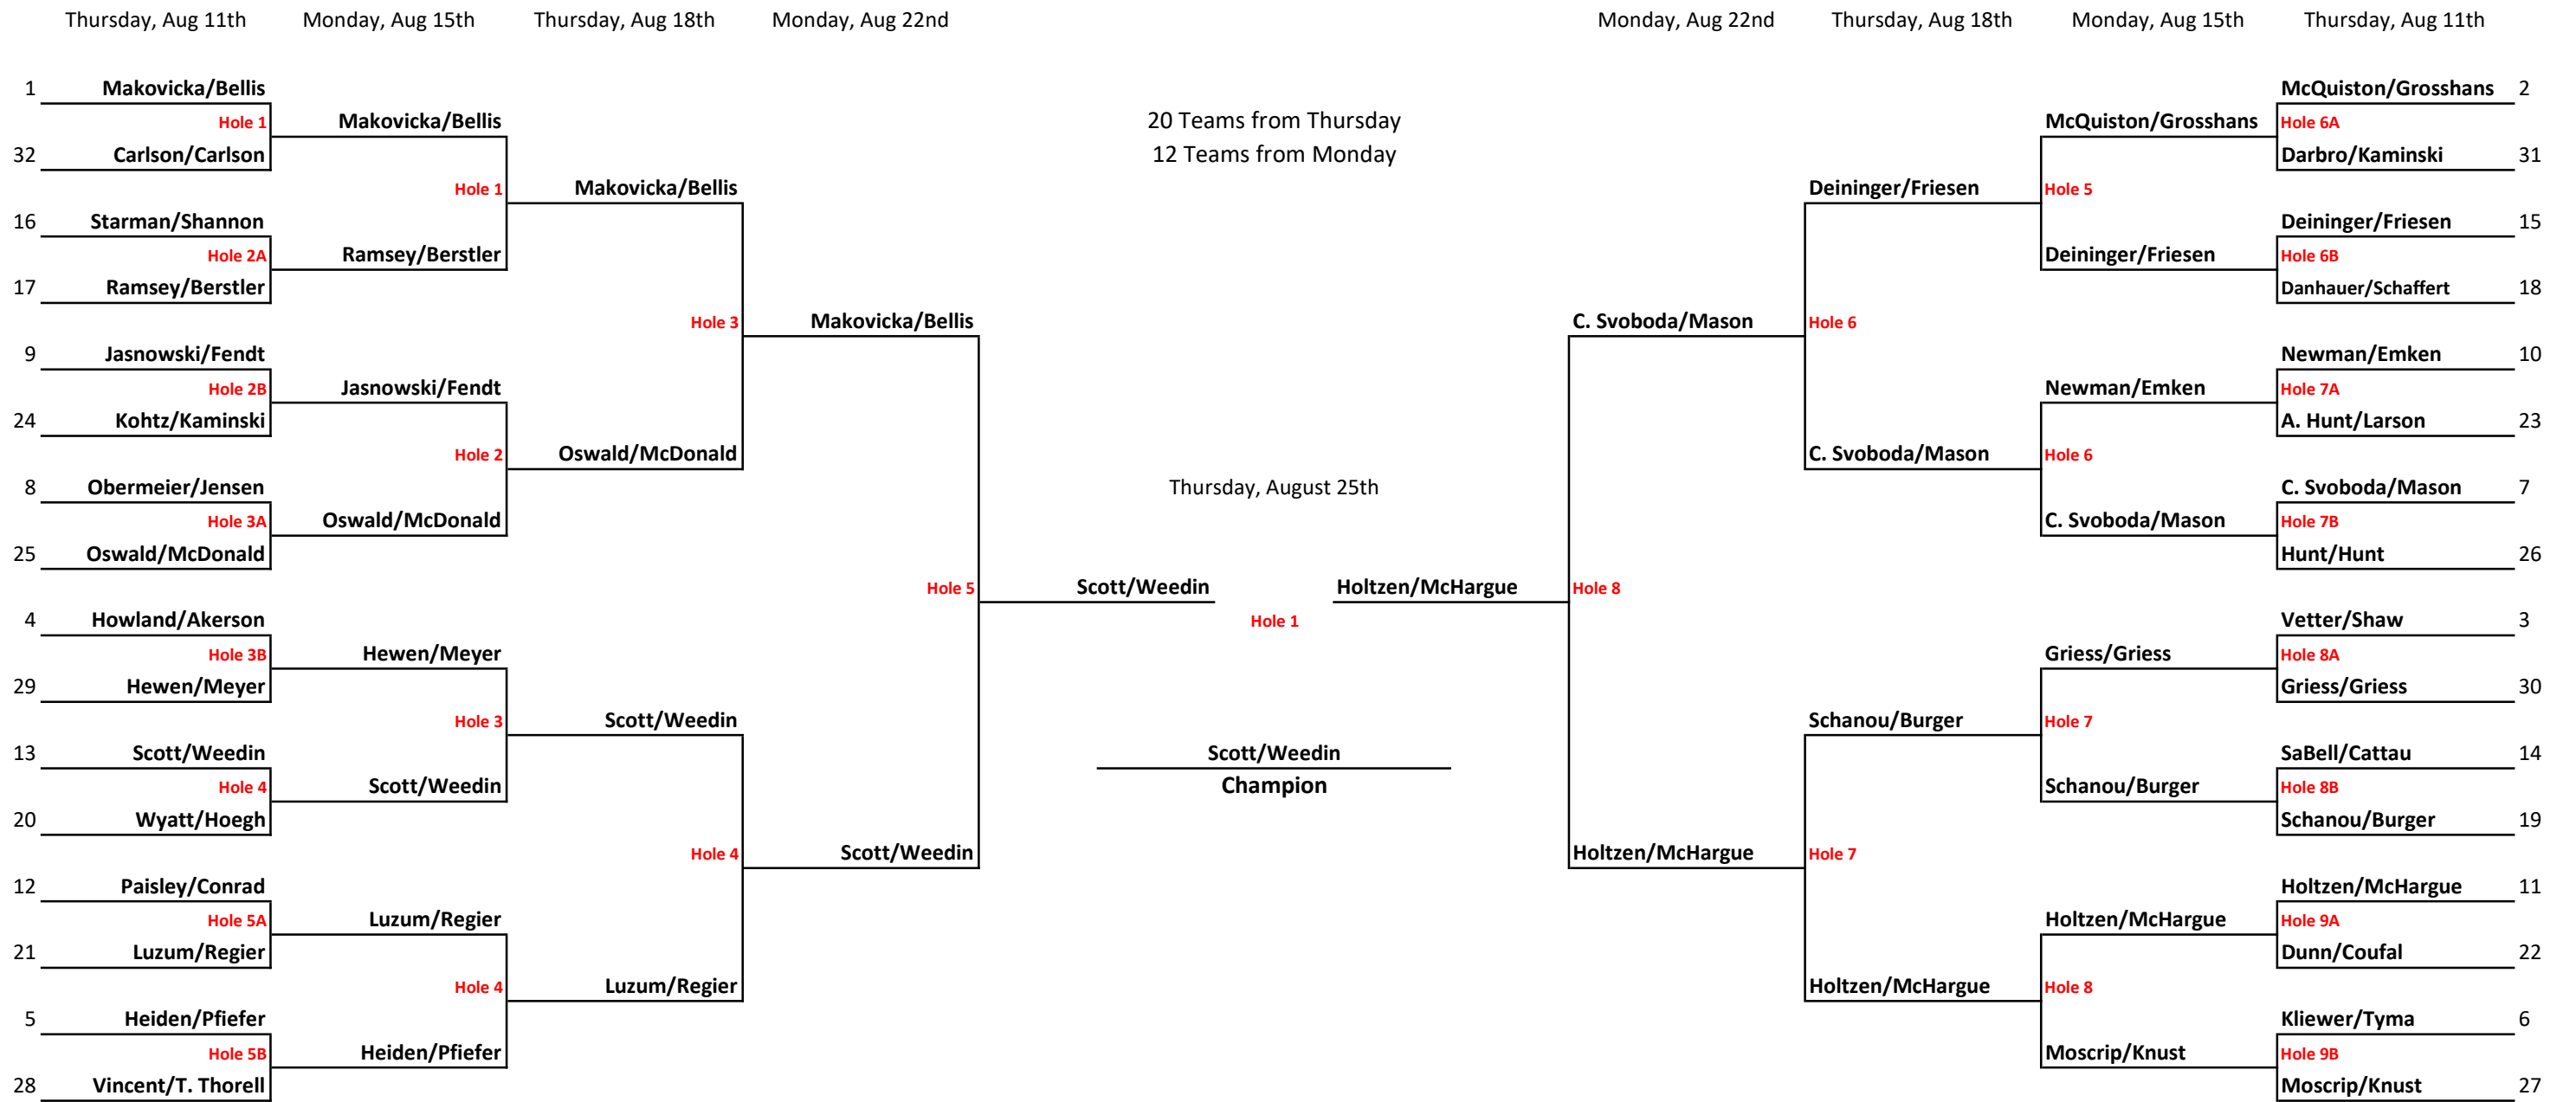 Thursday, Aug 11th Monday, Aug 15th Thursday, Aug 18th Monday, Aug 22nd Monday, Aug 22nd Thursday, Aug 18th Monday, Aug 15th Thursday, Aug 11th
1 Makovicka/Bellis McQuiston/Grosshans 2
20 Teams from Thursday
Hole 1 Makovicka/Bellis McQuiston/Grosshans Hole 6A
32 Carlson/Carlson 12 Teams from Monday Darbro/Kaminski 31
Hole 1 Makovicka/Bellis Deininger/Friesen Hole 5
16 Starman/Shannon Deininger/Friesen 15
Hole 2A Ramsey/Berstler Deininger/Friesen Hole 6B
17 Ramsey/Berstler Danhauer/Schaffert 18
Hole 3 Makovicka/Bellis C. Svoboda/Mason Hole 6
9 Jasnowski/Fendt Newman/Emken 10
Hole 2B Jasnowski/Fendt Newman/Emken Hole 7A
24 Kohtz/Kaminski A. Hunt/Larson 23
Hole 2 Oswald/McDonald C. Svoboda/Mason Hole 6
8 Obermeier/Jensen Thursday, August 25th C. Svoboda/Mason 7
Hole 3A Oswald/McDonald C. Svoboda/Mason Hole 7B
25 Oswald/McDonald Hunt/Hunt 26
Hole 5 Scott/Weedin Holtzen/McHargue Hole 8
4 Howland/Akerson Hole 1 Vetter/Shaw 3
Hole 3B Hewen/Meyer Griess/Griess Hole 8A
29 Hewen/Meyer Griess/Griess 30
Hole 3 Scott/Weedin Schanou/Burger Hole 7
13 Scott/Weedin Scott/Weedin SaBell/Cattau 14
Hole 4 Scott/Weedin Champion Schanou/Burger Hole 8B
20 Wyatt/Hoegh Schanou/Burger 19
Hole 4 Scott/Weedin Holtzen/McHargue Hole 7
12 Paisley/Conrad Holtzen/McHargue 11
Hole 5A Luzum/Regier Holtzen/McHargue Hole 9A
21 Luzum/Regier Dunn/Coufal 22
Hole 4 Luzum/Regier Holtzen/McHargue Hole 8
5 Heiden/Pfiefer Kliewer/Tyma 6
Hole 5B Heiden/Pfiefer Moscrip/Knust Hole 9B
28 Vincent/T. Thorell Moscrip/Knust 27